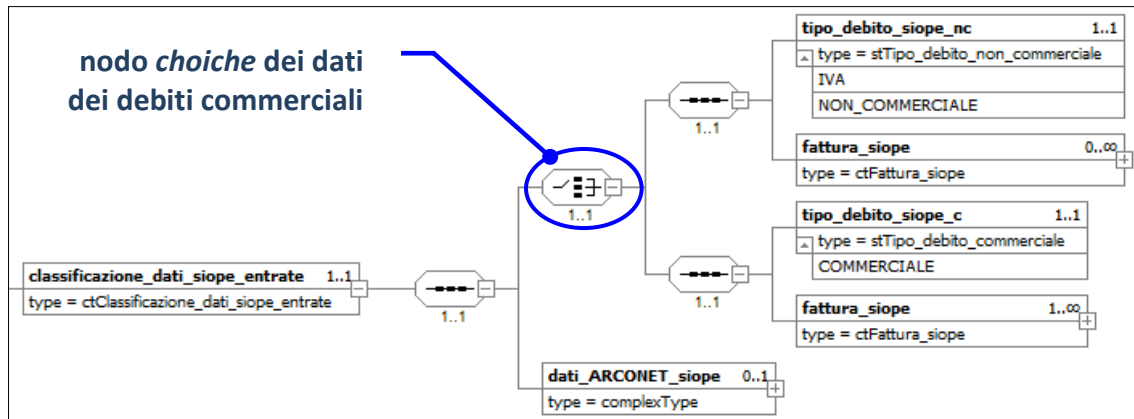 nodo choiche dei dati
dei debiti commerciali
tipo_debito_siope_nc 1..1
type = stTipo_debito_non_commerciale
IVA
NON_COMMERCIALE
1..1
fattura_siope 0..∞
type = ctFattura_siope
1..1
tipo_debito_siope_c 1..1
type = stTipo_debito_commerciale
COMMERCIALE
classificazione_dati_siope_entrate 1..1
type = ctClassificazione_dati_siope_entrate
1..1
1..1
fattura_siope 1..∞
type = ctFattura_siope
dati_ARCONET_siope 0..1
type = complexType